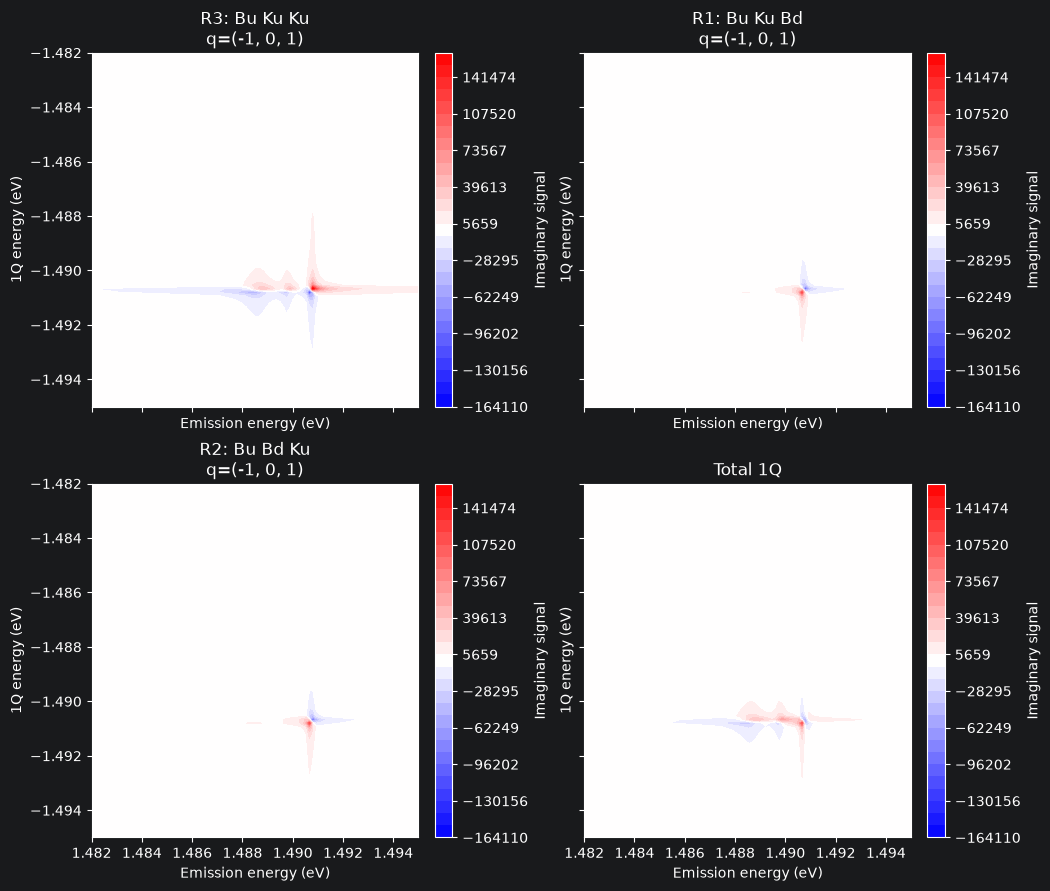 R3: Bu Ku Ku
q=(-1, 0, 1)
−1.482
−1.484
−1.486
−1.488
−1.490
−1.492
−1.494
1Q energy (eV)
Emission energy (eV)
141474
107520
73567
39613
5659
−28295
−62249
−96202
−130156
−164110
Imaginary signal
R1: Bu Ku Bd
q=(-1, 0, 1)
1Q energy (eV)
Emission energy (eV)
141474
107520
73567
39613
5659
−28295
−62249
−96202
−130156
−164110
Imaginary signal
R2: Bu Bd Ku
q=(-1, 0, 1)
−1.482
−1.484
−1.486
−1.488
−1.490
−1.492
−1.494
1Q energy (eV)
1.482 1.484 1.486 1.488 1.490 1.492 1.494
Emission energy (eV)
141474
107520
73567
39613
5659
−28295
−62249
−96202
−130156
−164110
Imaginary signal
Total 1Q
1Q energy (eV)
1.482 1.484 1.486 1.488 1.490 1.492 1.494
Emission energy (eV)
141474
107520
73567
39613
5659
−28295
−62249
−96202
−130156
−164110
Imaginary signal